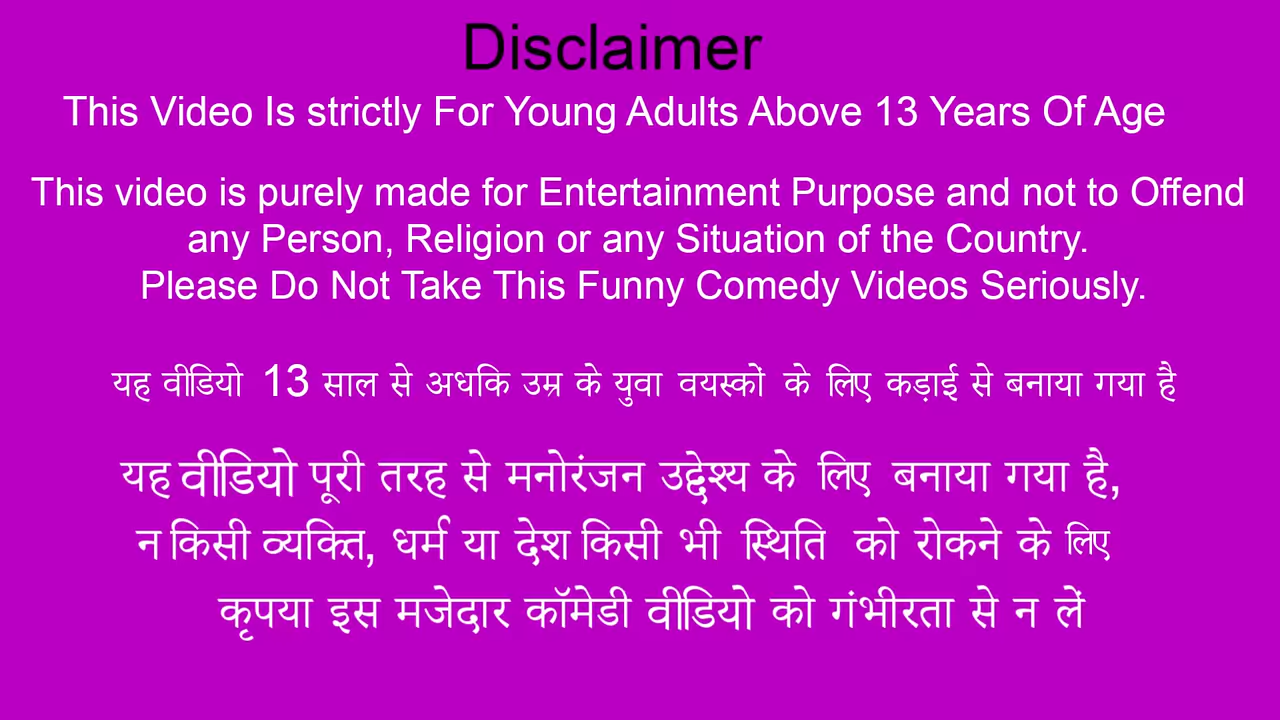 Disclaimer
This Video Is strictly For Young Adults Above 13 Years Of Age
This video is purely made for Entertainment Purpose and not to Offend
any Person, Religion or any Situation of the Country.
Please Do Not Take This Funny Comedy Videos Seriously.
यह वीडियो 13 साल से अधकि उम्र के युवा वयस्कों के लिए कड़ाई से बनाया गया है
यह वीडियो पूरी तरह से मनोरंजन उद्देश्य के लिए बनाया गया है,
न किसी व्यक्ति, धर्म या देश किसी भी स्थिति को रोकने के लिए
कृपया इस मजेदार कॉमेडी वीडियो को गंभीरता से न लें